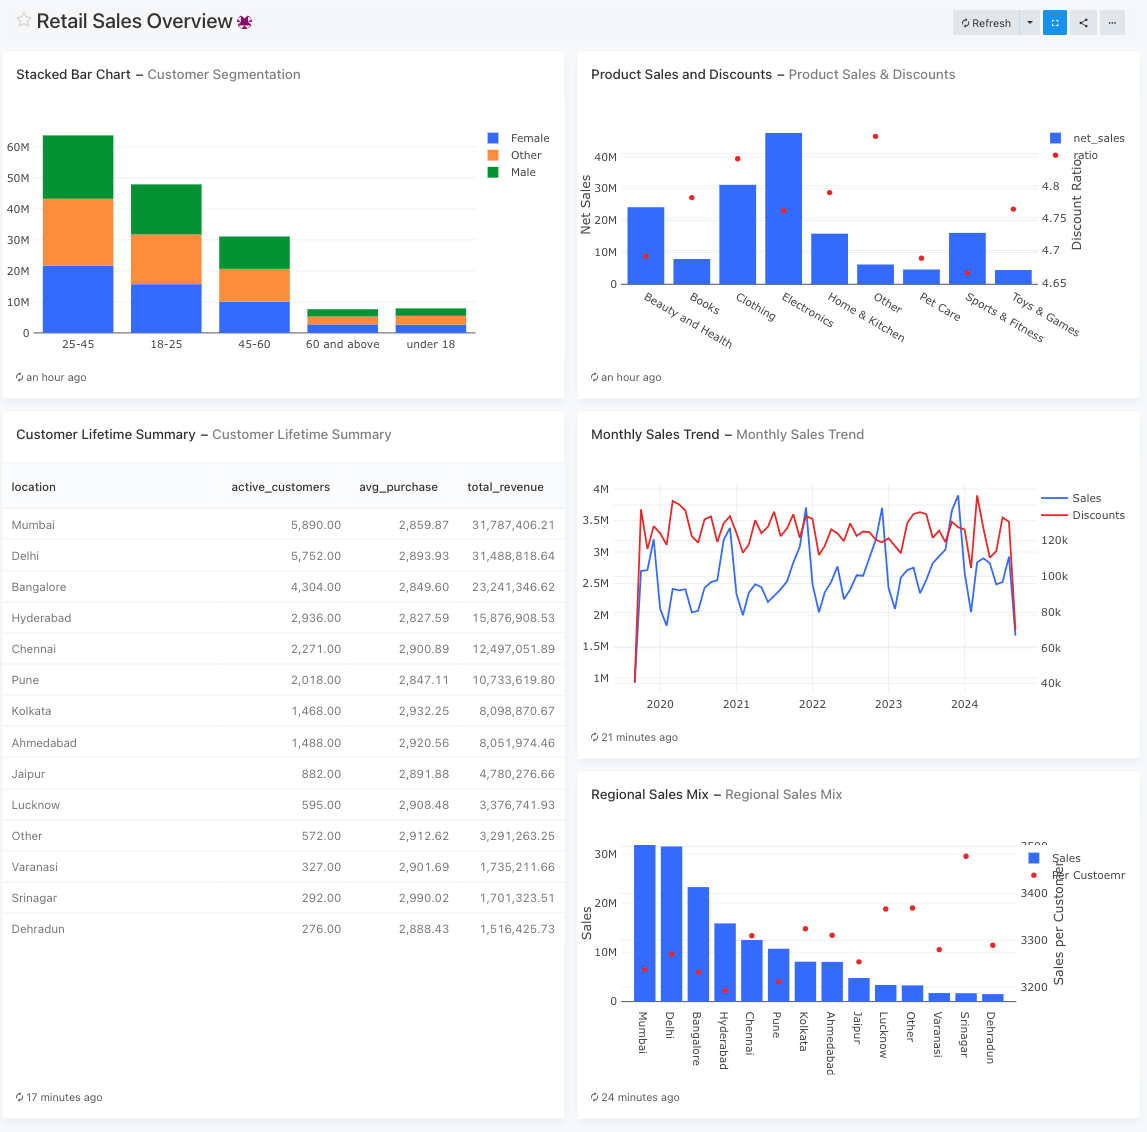 Retail Sales Overview
Refresh
Stacked Bar Chart – Customer Segmentation
60M
50M
40M
30M
20M
10M
0
25-45 18-25 45-60 60 and above under 18
Female
Other
Male
an hour ago
Product Sales and Discounts – Product Sales & Discounts
Net Sales
40M
30M
20M
10M
0
Beauty and Health
Books
Clothing
Electronics
Home & Kitchen
Other
Pet Care
Sports & Fitness
Toys & Games
4.8
4.75
4.7
4.65
Discount Ratio
net_sales
ratio
an hour ago
Customer Lifetime Summary – Customer Lifetime Summary
location active_customers avg_purchase total_revenue
Mumbai 5,890.00 2,859.87 31,787,406.21
Delhi 5,752.00 2,893.93 31,488,818.64
Bangalore 4,304.00 2,849.60 23,241,346.62
Hyderabad 2,936.00 2,827.59 15,876,908.53
Chennai 2,271.00 2,900.89 12,497,051.89
Pune 2,018.00 2,847.11 10,733,619.80
Kolkata 1,468.00 2,932.25 8,098,870.67
Ahmedabad 1,488.00 2,920.56 8,051,974.46
Jaipur 882.00 2,891.88 4,780,276.66
Lucknow 595.00 2,908.48 3,376,741.93
Other 572.00 2,912.62 3,291,263.25
Varanasi 327.00 2,901.69 1,735,211.66
Srinagar 292.00 2,990.02 1,701,323.51
Dehradun 276.00 2,888.43 1,516,425.73
17 minutes ago
Monthly Sales Trend – Monthly Sales Trend
4M
3.5M
3M
2.5M
2M
1.5M
1M
2020 2021 2022 2023 2024
120k
100k
80k
60k
40k
Sales
Discounts
21 minutes ago
Regional Sales Mix – Regional Sales Mix
Sales
30M
20M
10M
0
Mumbai
Delhi
Bangalore
Hyderabad
Chennai
Pune
Kolkata
Ahmedabad
Jaipur
Lucknow
Other
Varanasi
Srinagar
Dehradun
3400
3300
3200
Sales per Customer
Sales
Per Custoemr
24 minutes ago